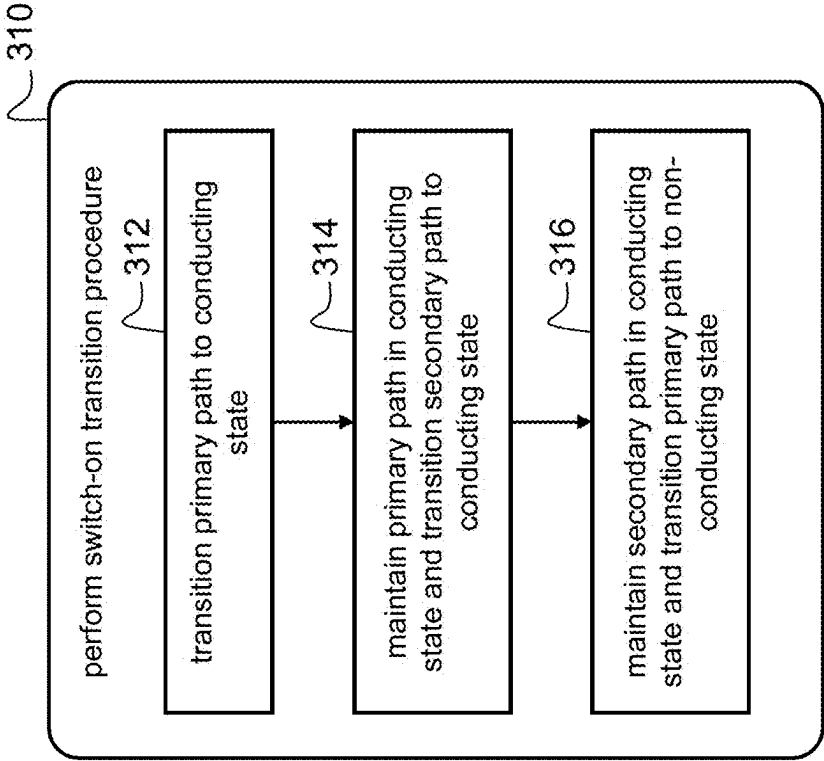 310
perform switch-on transition procedure
312
transition primary path to conducting
state
314
maintain primary path in conducting
state and transition secondary path to
conducting state
316
maintain secondary path in conducting
state and transition primary path to non-
conducting state